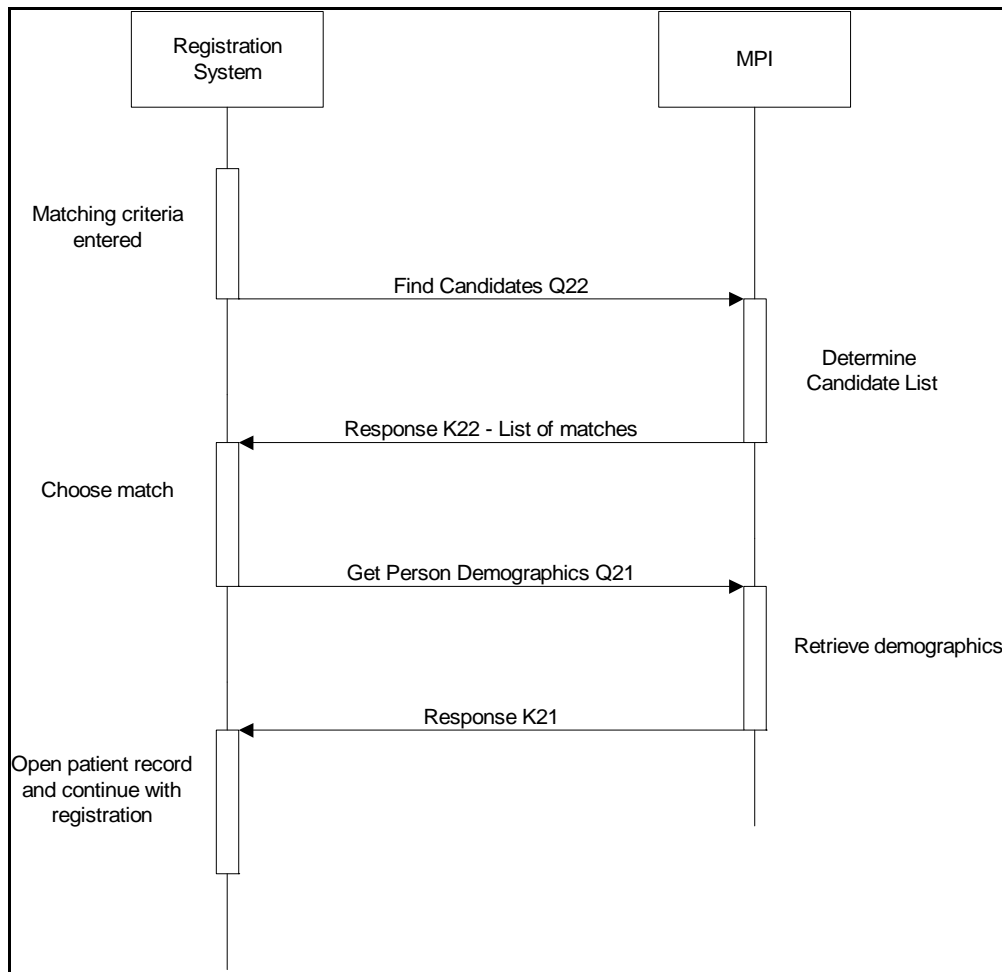 Registration
System
MPI
Matching criteria
entered
Find Candidates Q22
Determine
Candidate List
Response K22 - List of matches
Choose match
Get Person Demographics Q21
Retrieve demographics
Response K21
Open patient record
and continue with
registration